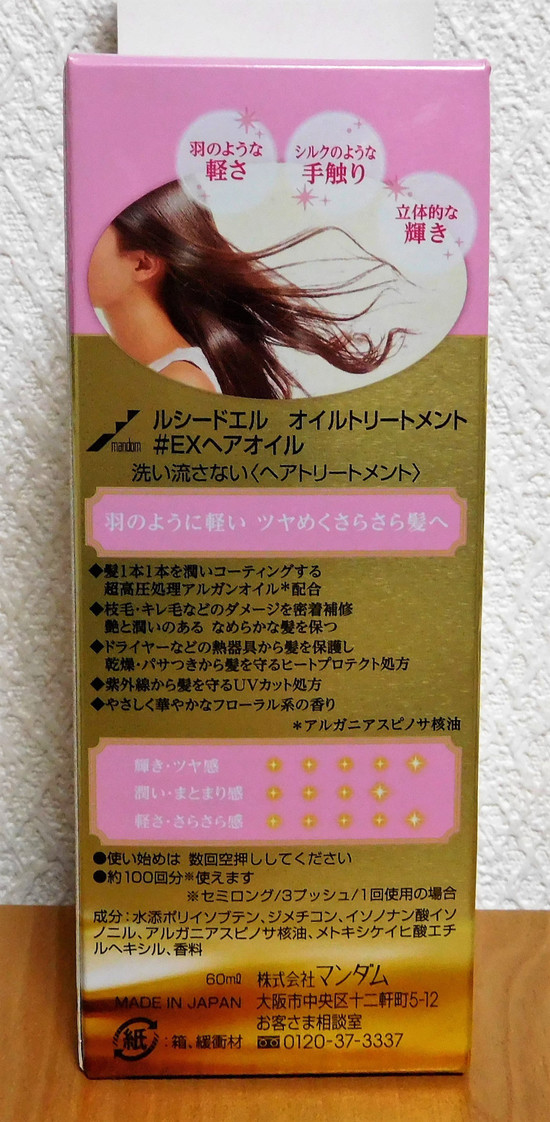 羽のような
軽さ
シルクのような
手触り
立体的な
輝き
mandom
ルシードエル オイルトリートメント
#EXヘアオイル
洗い流さない〈ヘアトリートメント〉
羽のように軽い ツヤめくさらさら髪へ
◆髪1本1本を潤いコーティングする
超高圧処理アルガンオイル*配合
◆枝毛・キレ毛などのダメージを密着補修
艶と潤いのある なめらかな髪を保つ
◆ドライヤーなどの熱器具から髪を保護し
乾燥・パサつきから髪を守るヒートプロテクト処方
◆紫外線から髪を守るUVカット処方
◆やさしく華やかなフローラル系の香り
*アルガニアスピノサ核油
輝き・ツヤ感
潤い・まとまり感
軽さ・さらさら感
●使い始めは 数回空押ししてください
●約100回分※使えます
※セミロング/3プッシュ/1回使用の場合
成分：水添ポリイソブテン、ジメチコン、イソノナン酸イソ
ノニル、アルガニアスピノサ核油、メトキシケイヒ酸エチ
ルヘキシル、香料
60mℓ 株式会社マンダム
MADE IN JAPAN 大阪市中央区十二軒町5-12
お客さま相談室
紙：箱、緩衝材 0120-37-3337